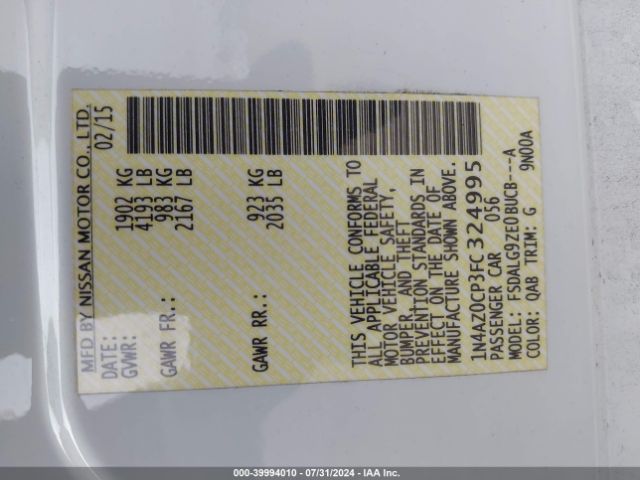 MFD BY NISSAN MOTOR CO., LTD.
DATE: 02/15
GVWR: 1902 KG
4193 LB
GAWR FR.: 983 KG
2167 LB
GAWR RR.: 923 KG
2035 LB
THIS VEHICLE CONFORMS TO
ALL APPLICABLE FEDERAL
MOTOR VEHICLE SAFETY,
BUMPER, AND THEFT
PREVENTION STANDARDS IN
EFFECT ON THE DATE OF
MANUFACTURE SHOWN ABOVE.
1N4AZ0CP3FC324995
PASSENGER CAR 056
MODEL: FSDALG9ZE0BUCB---A
COLOR: QAB TRIM: G 9N00A
000-39994010 - 07/31/2024 - IAA Inc.